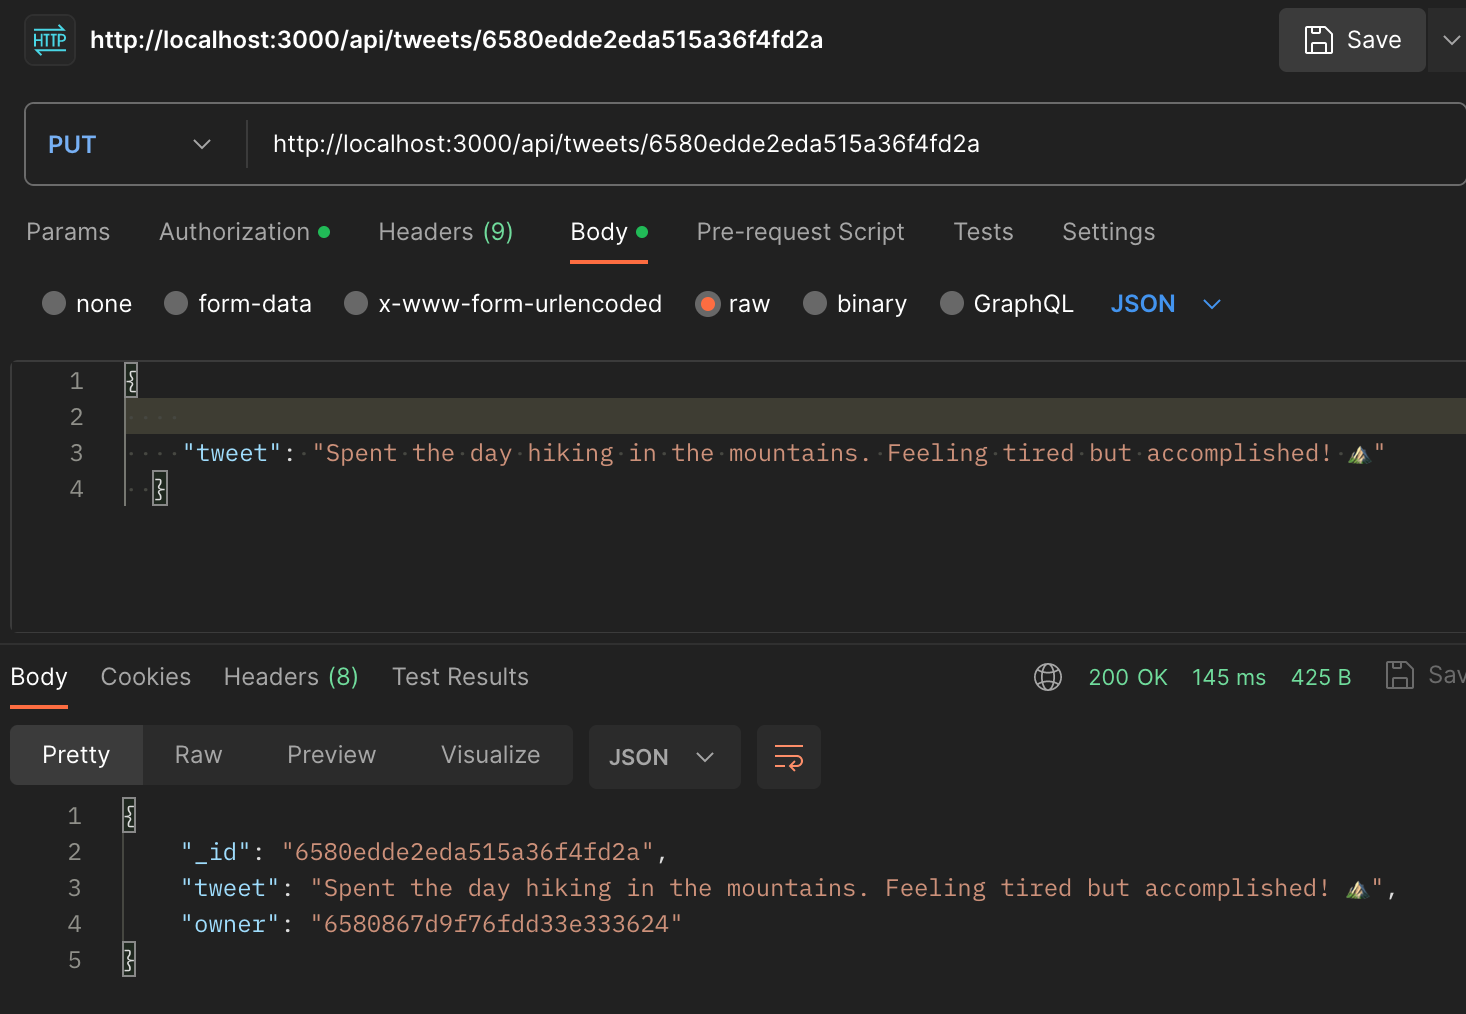 HTTP http://localhost:3000/api/tweets/6580edde2eda515a36f4fd2a Save
PUT http://localhost:3000/api/tweets/6580edde2eda515a36f4fd2a
Params Authorization Headers (9) Body Pre-request Script Tests Settings
none form-data x-www-form-urlencoded raw binary GraphQL JSON
1 {
2
3 "tweet": "Spent the day hiking in the mountains. Feeling tired but accomplished! ⛰️"
4 }
Body Cookies Headers (8) Test Results 200 OK 145 ms 425 B Sav
Pretty Raw Preview Visualize JSON
1 {
2 "_id": "6580edde2eda515a36f4fd2a",
3 "tweet": "Spent the day hiking in the mountains. Feeling tired but accomplished! ⛰️",
4 "owner": "6580867d9f76fdd33e333624"
5 }